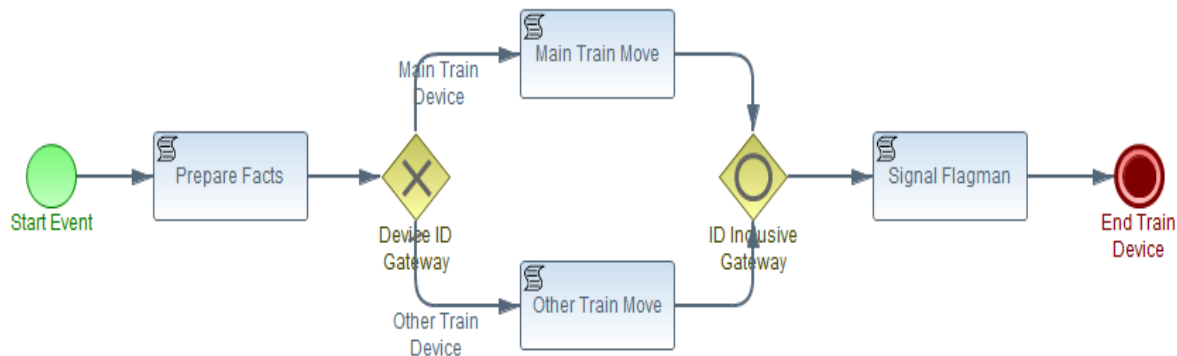 Main Train Move
Main Train
Device
Prepare Facts
Signal Flagman
Start Event
Device ID
Gateway
ID Inclusive
Gateway
End Train
Device
Other Train Move
Other Train
Device